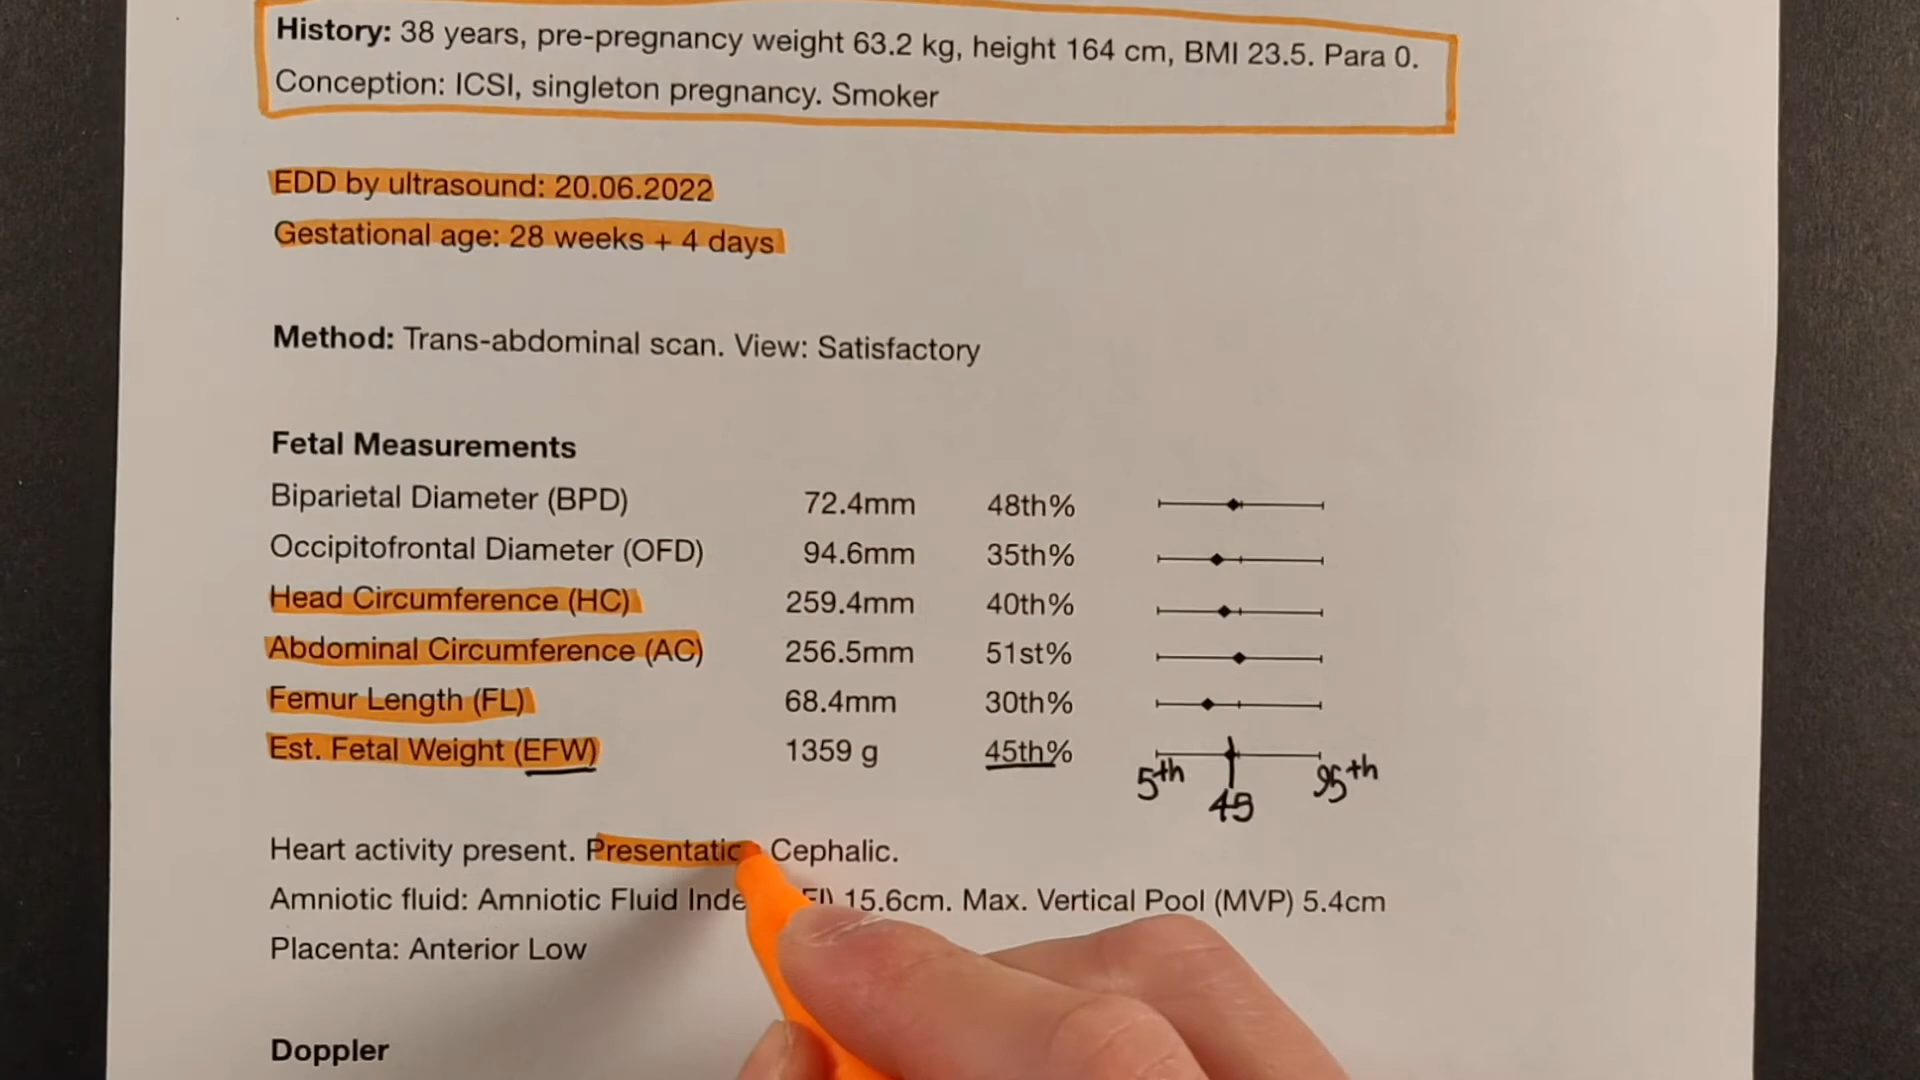 History: 38 years, pre-pregnancy weight 63.2 kg, height 164 cm, BMI 23.5. Para 0.
Conception: ICSI, singleton pregnancy. Smoker
EDD by ultrasound: 20.06.2022
Gestational age: 28 weeks + 4 days
Method: Trans-abdominal scan. View: Satisfactory
Fetal Measurements
Biparietal Diameter (BPD) 72.4mm 48th%
Occipitofrontal Diameter (OFD) 94.6mm 35th%
Head Circumference (HC) 259.4mm 40th%
Abdominal Circumference (AC) 256.5mm 51st%
Femur Length (FL) 68.4mm 30th%
Est. Fetal Weight (EFW) 1359 g 45th%
5th 95th
45
Heart activity present. Presentatio Cephalic.
Amniotic fluid: Amniotic Fluid Inde FI) 15.6cm. Max. Vertical Pool (MVP) 5.4cm
Placenta: Anterior Low
Doppler